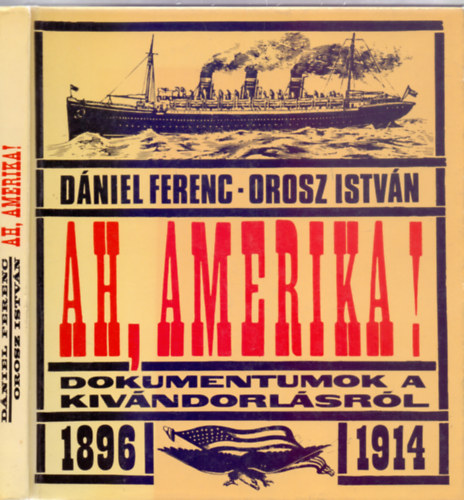 DÁNIEL FERENC
OROSZ ISTVÁN
AH, AMERIKA!
DÁNIEL FERENC · OROSZ ISTVÁN
AH, AMERIKA!
DOKUMENTUMOK A
KIVÁNDORLÁSRÓL
1896
1914